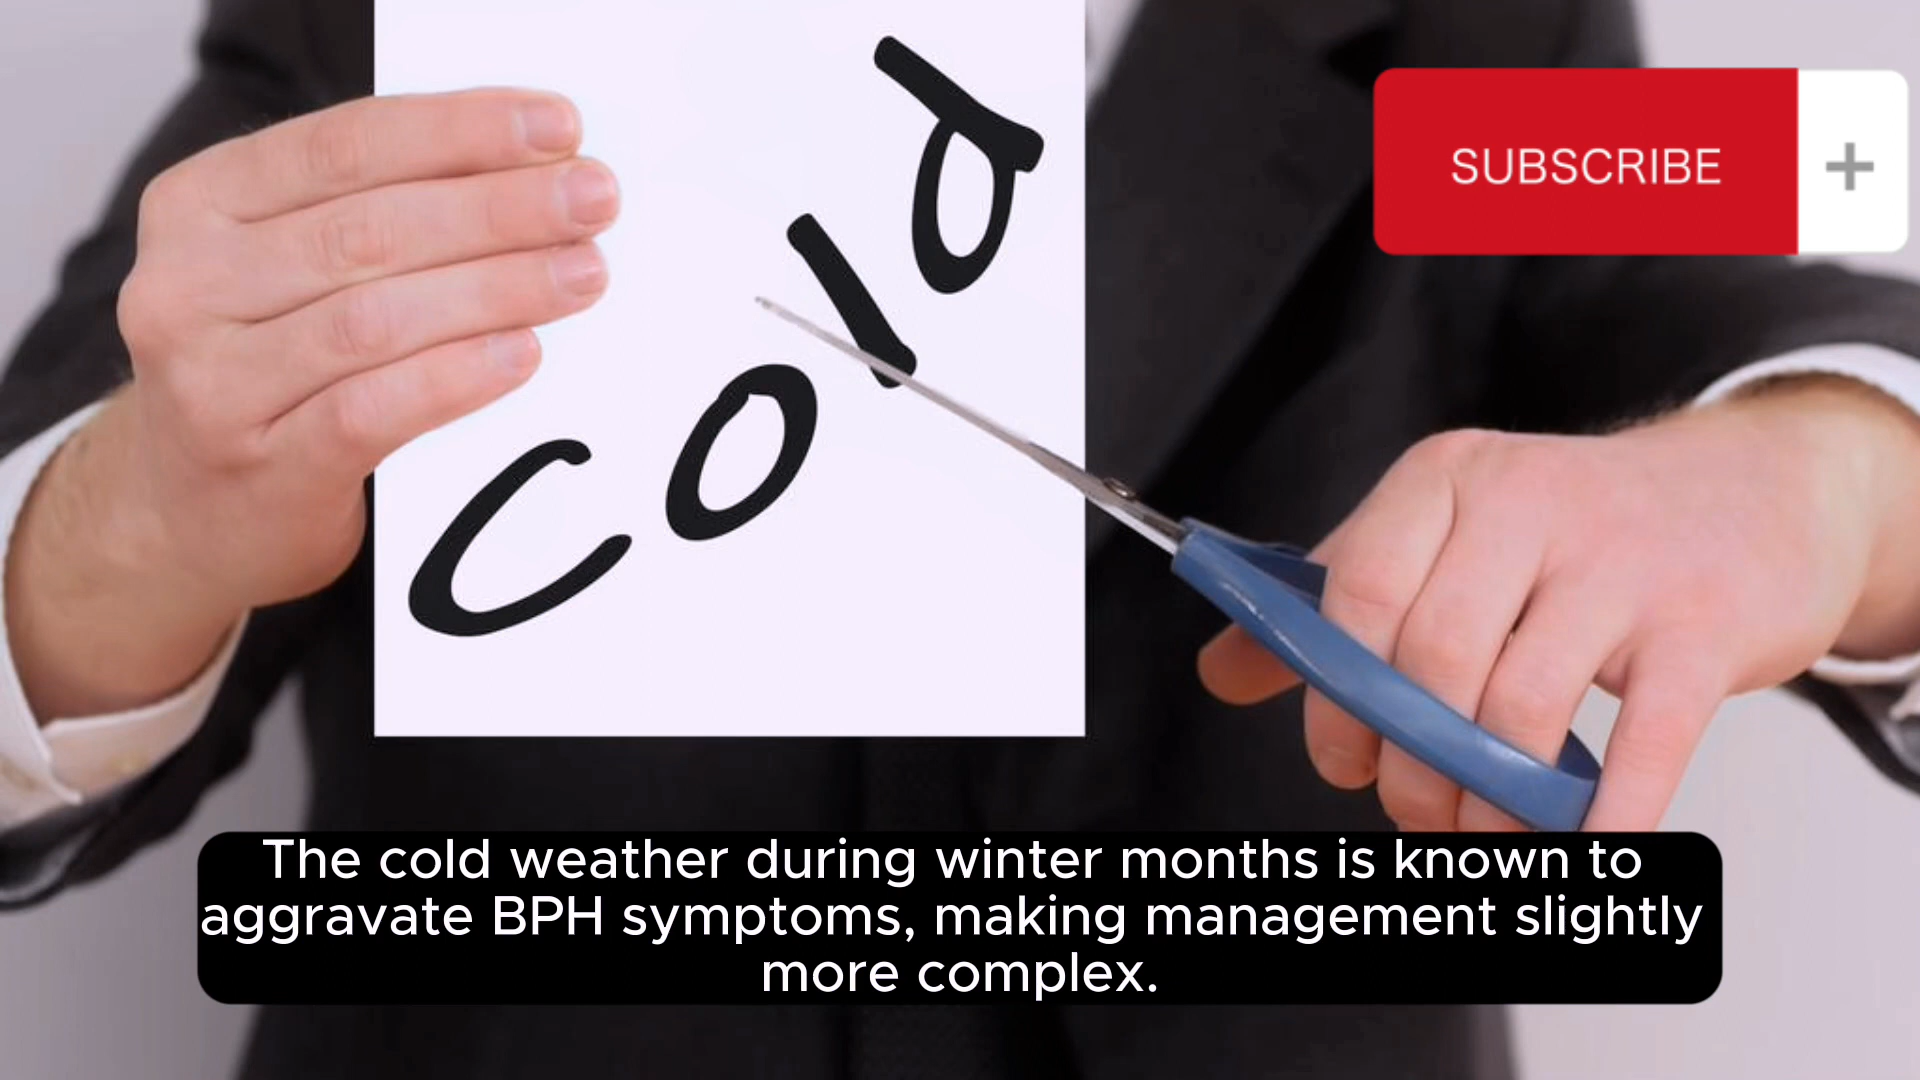 Cold
SUBSCRIBE +
The cold weather during winter months is known to
aggravate BPH symptoms, making management slightly
more complex.